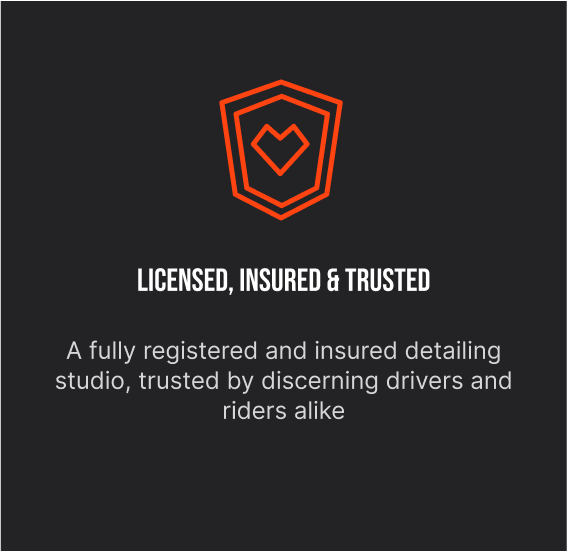 LICENSED, INSURED & TRUSTED
A fully registered and insured detailing
studio, trusted by discerning drivers and
riders alike